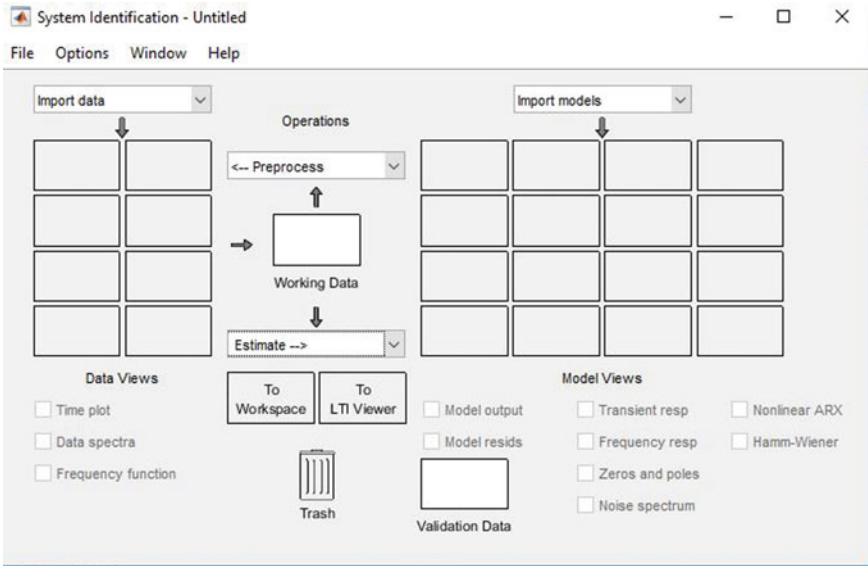 System Identification - Untitled
File Options Window Help
Import data
Import models
Operations
<-- Preprocess
Working Data
Estimate -->
Data Views
To Workspace
To LTI Viewer
Model Views
Time plot
Data spectra
Frequency function
Trash
Model output
Model resids
Validation Data
Transient resp
Frequency resp
Zeros and poles
Noise spectrum
Nonlinear ARX
Hamm-Wiener